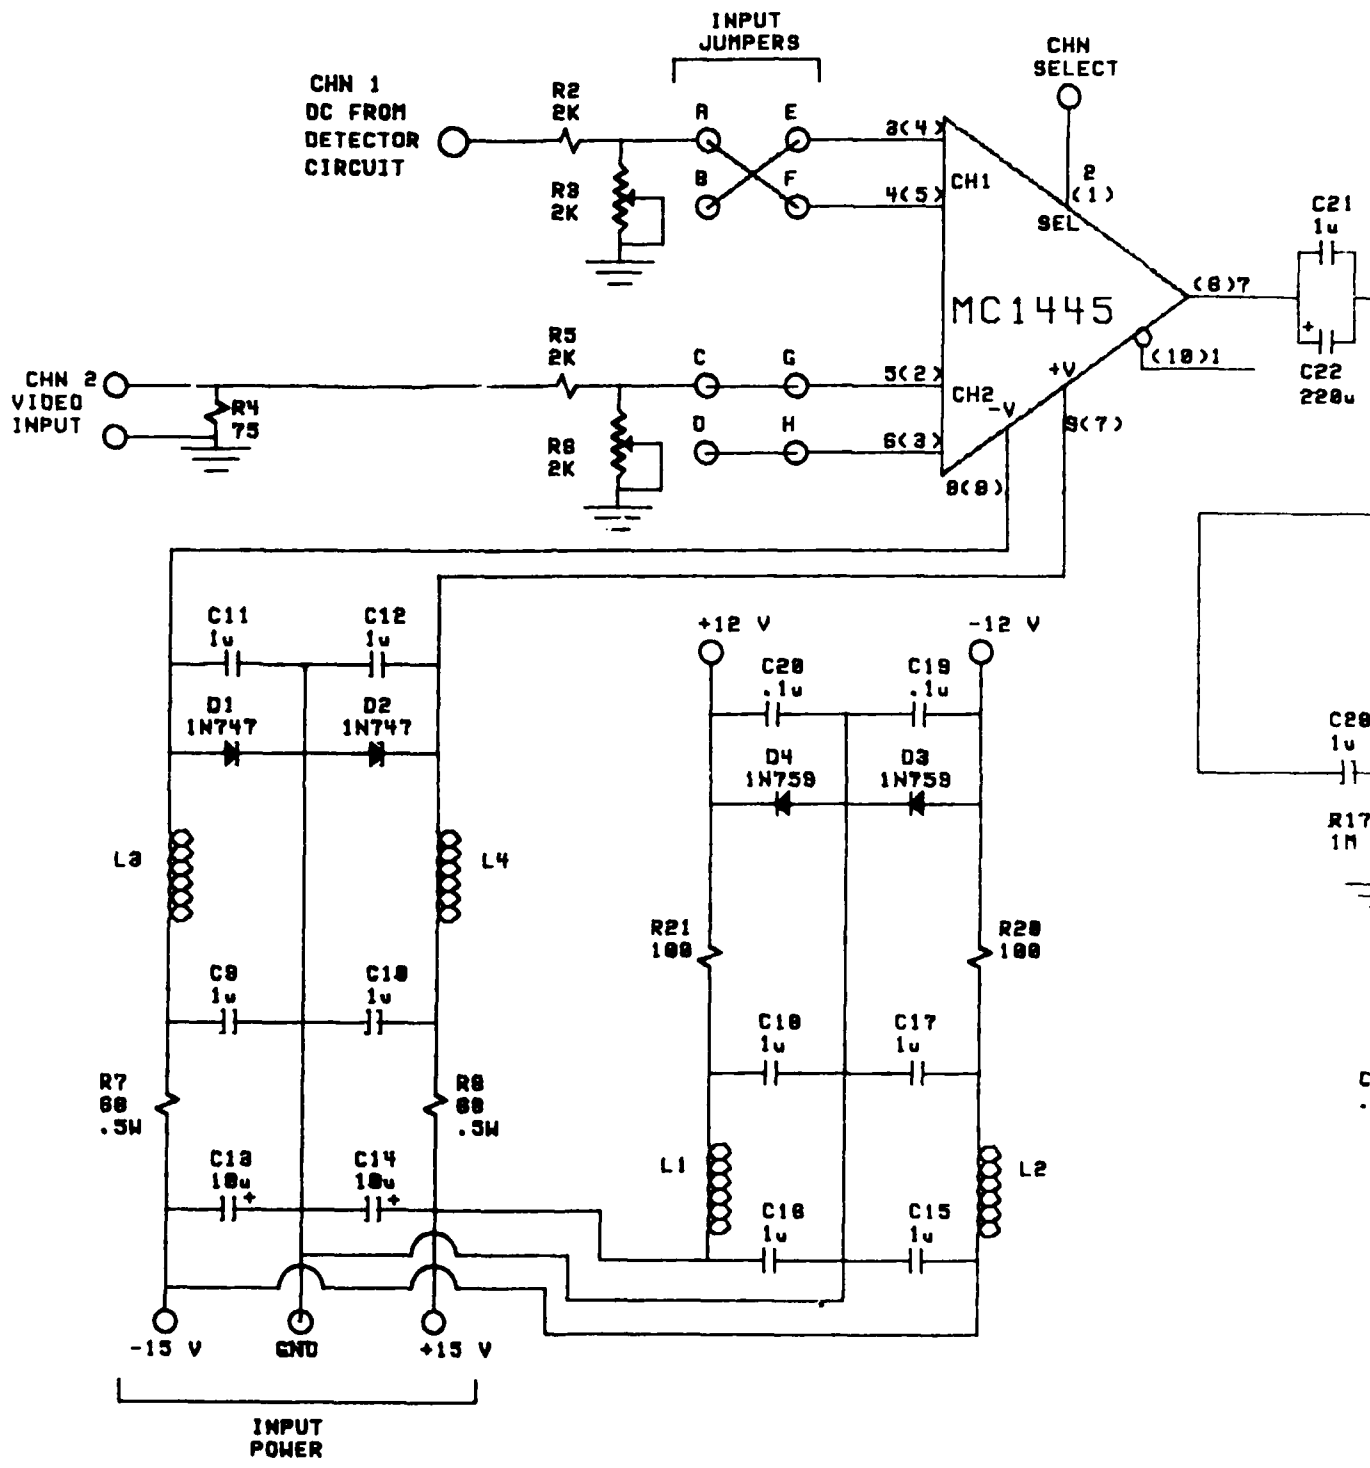 INPUT
JUMPERS
CHN
SELECT
CHN 1
DC FROM
DETECTOR
CIRCUIT
R2
2K
A
E
3(4)
B
F
R3
2K
4(5)
CH1
2
(1)
SEL
C21
1u
(8)7
MC1445
+
C22
220u
R5
2K
C
G
5(2)
(10)1
+V
CHN 2
VIDEO
INPUT
R4
75
CH2
-V
D
H
9(7)
R6
2K
6(3)
8(9)
C11
1u
C12
1u
+12 V
-12 V
C20
.1u
C19
.1u
D1
1N747
D2
1N747
C28
1u
D4
1N759
D3
1N759
R17
1M
L3
L4
R21
100
R20
100
C9
1u
C10
1u
C18
1u
C17
1u
R7
60
.5W
R8
60
.5W
C
.
C13
10u
+
C14
10u
+
L1
L2
C16
1u
C15
1u
-15 V
GND
+15 V
INPUT
POWER